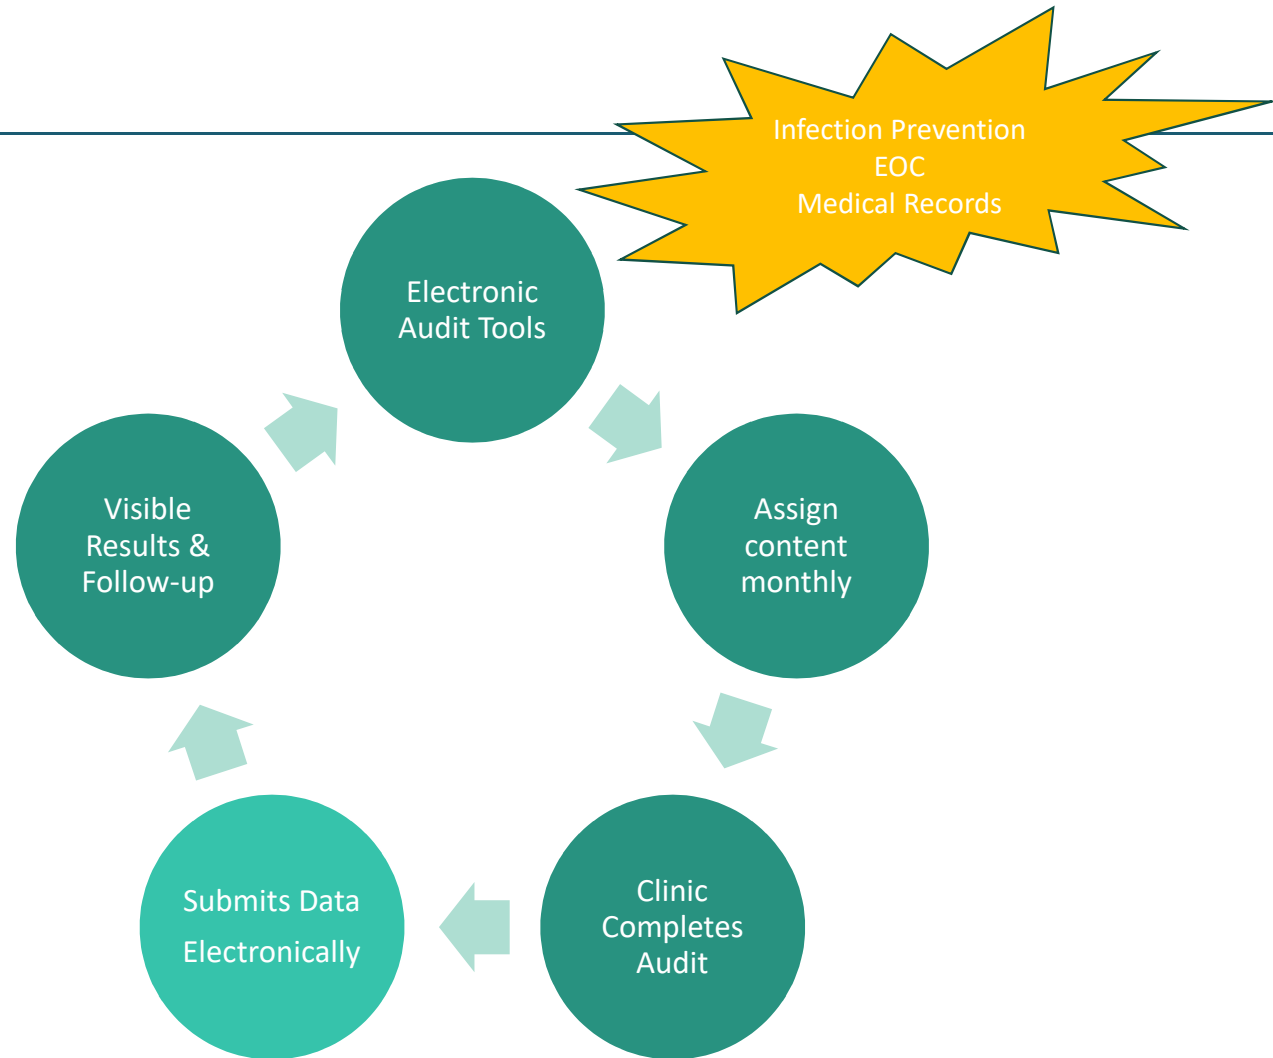 Infection Prevention
EOC
Medical Records
Electronic
Audit Tools
Assign
content
monthly
Clinic
Completes
Audit
Submits Data
Electronically
Visible
Results &
Follow-up